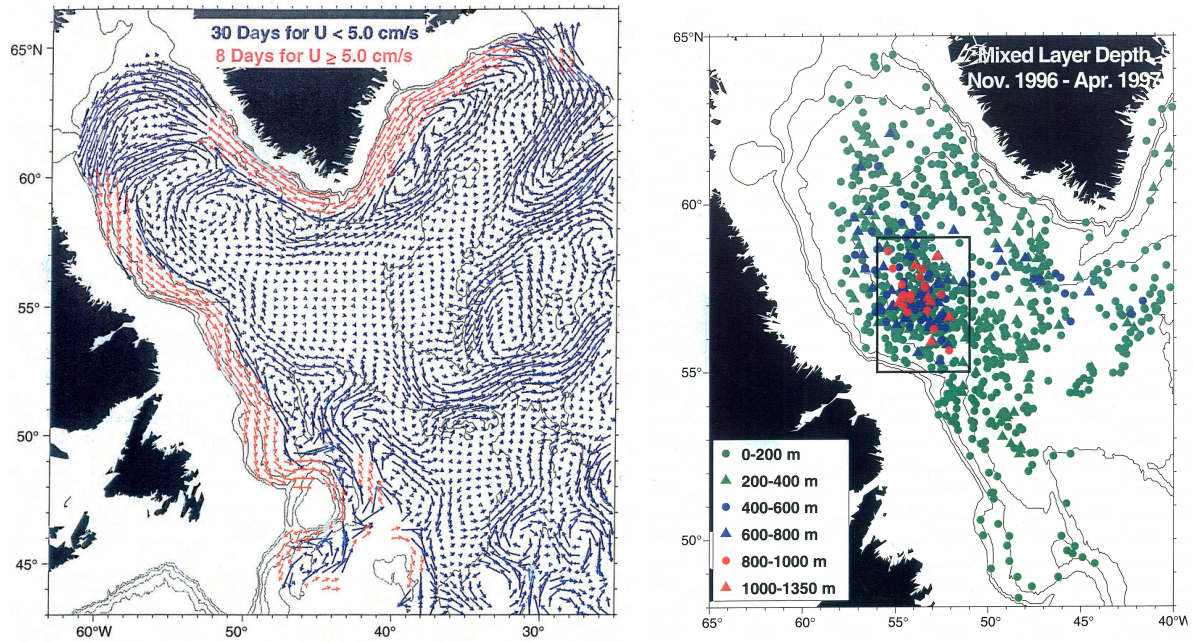 30 Days for U < 5.0 cm/s
8 Days for U ≥ 5.0 cm/s
65°N
60°
55°
50°
45°
60°W
50°
40°
30°
Mixed Layer Depth
Nov. 1996 - Apr. 1997
65°N
60°
55°
50°
0-200 m
200-400 m
400-600 m
600-800 m
800-1000 m
1000-1350 m
65°
60°
55°
50°
45°
40°W